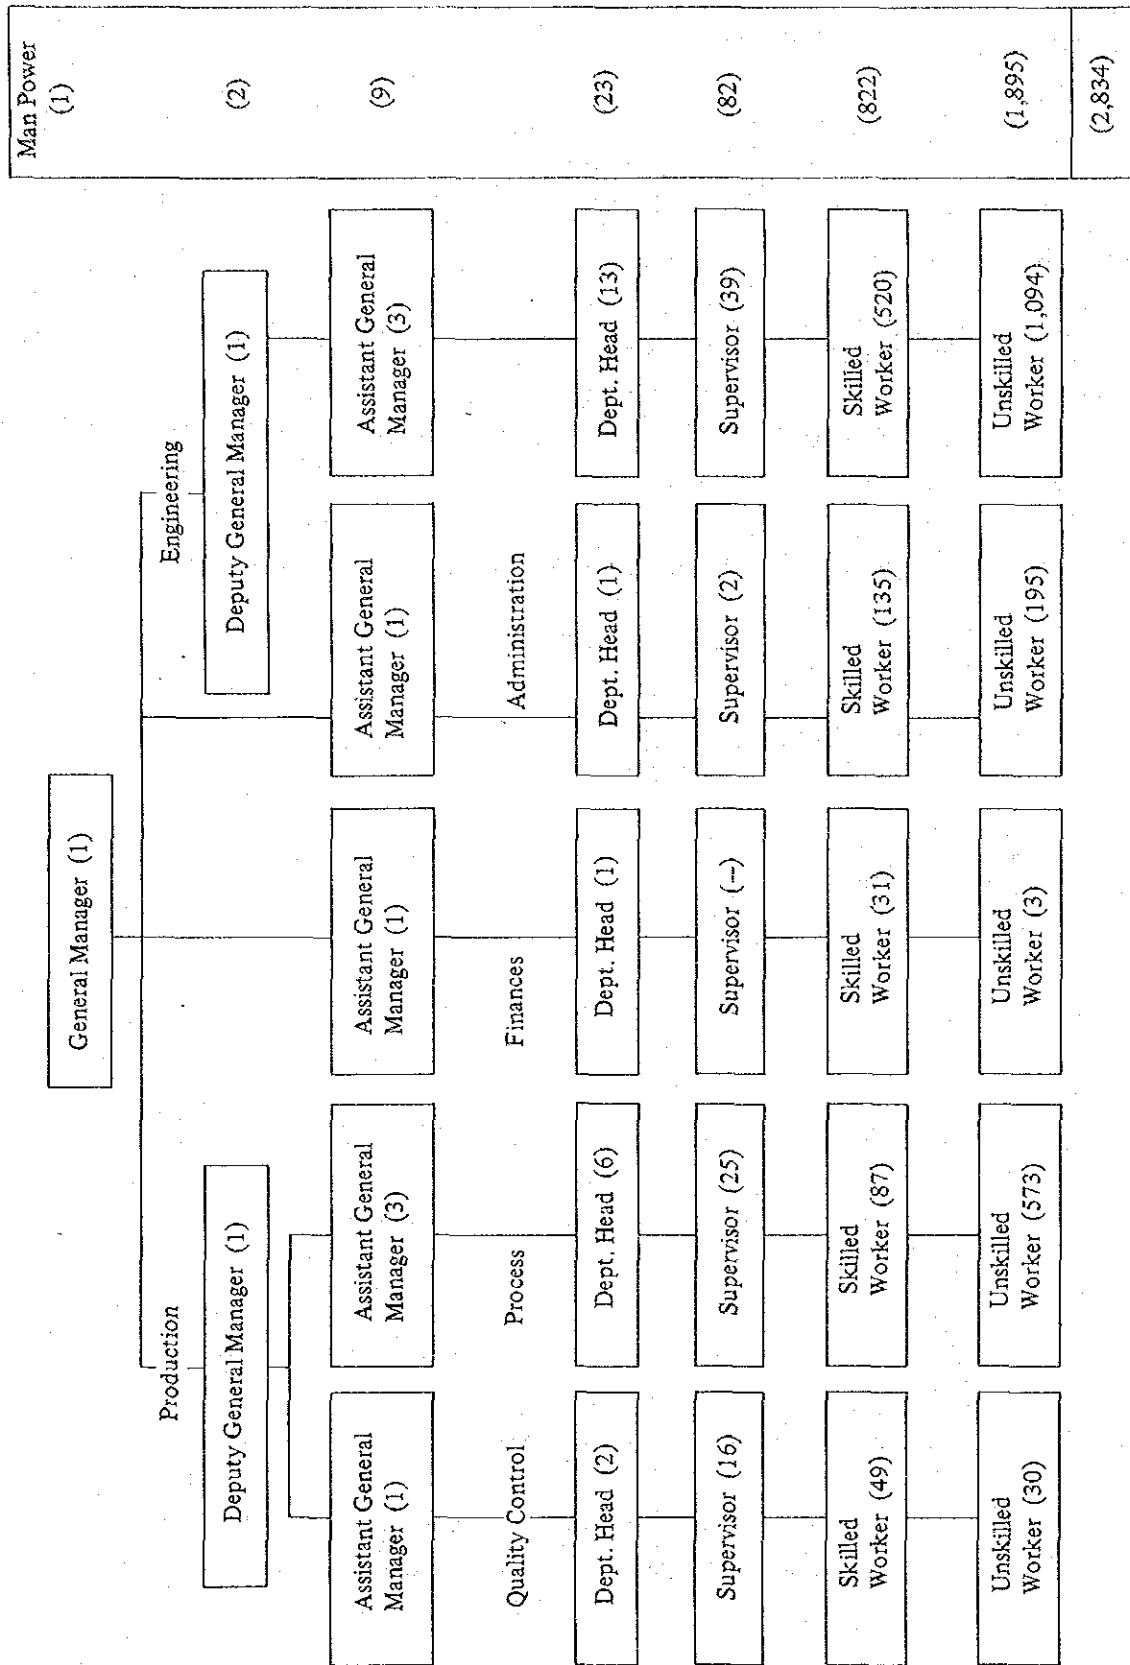 Man Power
General Manager (1)
(1)
Production
Engineering
Deputy General Manager (1)
Deputy General Manager (1)
(2)
Assistant General
Manager (1)
Assistant General
Manager (3)
Assistant General
Manager (1)
Assistant General
Manager (1)
Assistant General
Manager (3)
(9)
Quality Control
Process
Finances
Administration
Dept. Head (2)
Dept. Head (6)
Dept. Head (1)
Dept. Head (1)
Dept. Head (13)
(23)
Supervisor (16)
Supervisor (25)
Supervisor (--)
Supervisor (2)
Supervisor (39)
(82)
Skilled
Worker (49)
Skilled
Worker (87)
Skilled
Worker (31)
Skilled
Worker (135)
Skilled
Worker (520)
(822)
Unskilled
Worker (30)
Unskilled
Worker (573)
Unskilled
Worker (3)
Unskilled
Worker (195)
Unskilled
Worker (1,094)
(1,895)
(2,834)